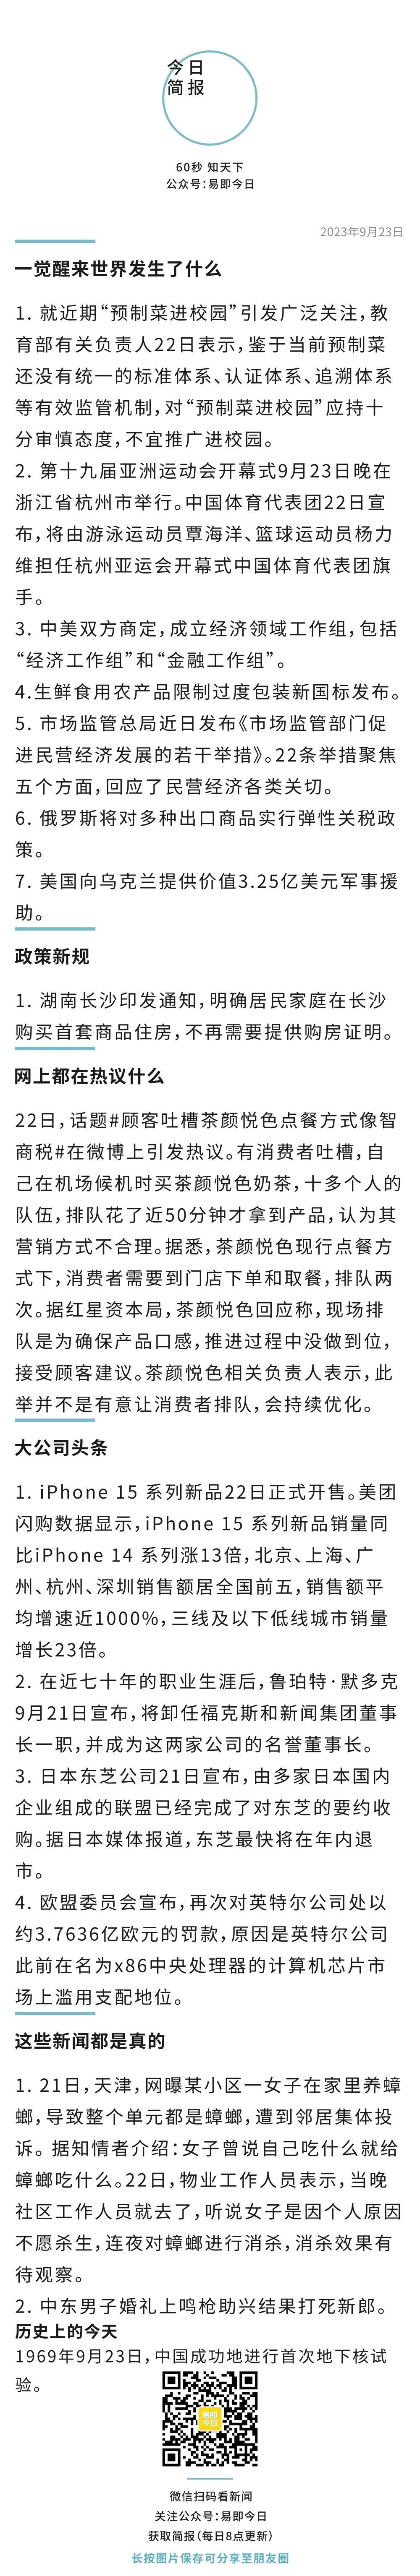 今日
简报
60秒 知天下
公众号：易即今日
2023年9月23日
一觉醒来世界发生了什么
1. 就近期“预制菜进校园”引发广泛关注，教
育部有关负责人22日表示，鉴于当前预制菜
还没有统一的标准体系、认证体系、追溯体系
等有效监管机制，对“预制菜进校园”应持十
分审慎态度，不宜推广进校园。
2. 第十九届亚洲运动会开幕式9月23日晚在
浙江省杭州市举行。中国体育代表团22日宣
布，将由游泳运动员覃海洋、篮球运动员杨力
维担任杭州亚运会开幕式中国体育代表团旗
手。
3. 中美双方商定，成立经济领域工作组，包括
“经济工作组”和“金融工作组”。
4.生鲜食用农产品限制过度包装新国标发布。
5. 市场监管总局近日发布《市场监管部门促
进民营经济发展的若干举措》。22条举措聚焦
五个方面，回应了民营经济各类关切。
6. 俄罗斯将对多种出口商品实行弹性关税政
策。
7. 美国向乌克兰提供价值3.25亿美元军事援
助。
政策新规
1. 湖南长沙印发通知，明确居民家庭在长沙
购买首套商品住房，不再需要提供购房证明。
网上都在热议什么
22日，话题#顾客吐槽茶颜悦色点餐方式像智
商税#在微博上引发热议。有消费者吐槽，自
己在机场候机时买茶颜悦色奶茶，十多个人的
队伍，排队花了近50分钟才拿到产品，认为其
营销方式不合理。据悉，茶颜悦色现行点餐方
式下，消费者需要到门店下单和取餐，排队两
次。据红星资本局，茶颜悦色回应称，现场排
队是为确保产品口感，推进过程中没做到位，
接受顾客建议。茶颜悦色相关负责人表示，此
举并不是有意让消费者排队，会持续优化。
大公司头条
1. iPhone 15 系列新品22日正式开售。美团
闪购数据显示，iPhone 15 系列新品销量同
比iPhone 14 系列涨13倍，北京、上海、广
州、杭州、深圳销售额居全国前五，销售额平
均增速近1000%，三线及以下低线城市销量
增长23倍。
2. 在近七十年的职业生涯后，鲁珀特·默多克
9月21日宣布，将卸任福克斯和新闻集团董事
长一职，并成为这两家公司的名誉董事长。
3. 日本东芝公司21日宣布，由多家日本国内
企业组成的联盟已经完成了对东芝的要约收
购。据日本媒体报道，东芝最快将在年内退
市。
4. 欧盟委员会宣布，再次对英特尔公司处以
约3.7636亿欧元的罚款，原因是英特尔公司
此前在名为x86中央处理器的计算机芯片市
场上滥用支配地位。
这些新闻都是真的
1. 21日，天津，网曝某小区一女子在家里养蟑
螂，导致整个单元都是蟑螂，遭到邻居集体投
诉。据知情者介绍：女子曾说自己吃什么就给
蟑螂吃什么。22日，物业工作人员表示，当晚
社区工作人员就去了，听说女子是因个人原因
不愿杀生，连夜对蟑螂进行消杀，消杀效果有
待观察。
2. 中东男子婚礼上鸣枪助兴结果打死新郎。
历史上的今天
1969年9月23日，中国成功地进行首次地下核试
验。
易即
今日
微信扫码看新闻
关注公众号：易即今日
获取简报（每日8点更新）
长按图片保存可分享至朋友圈